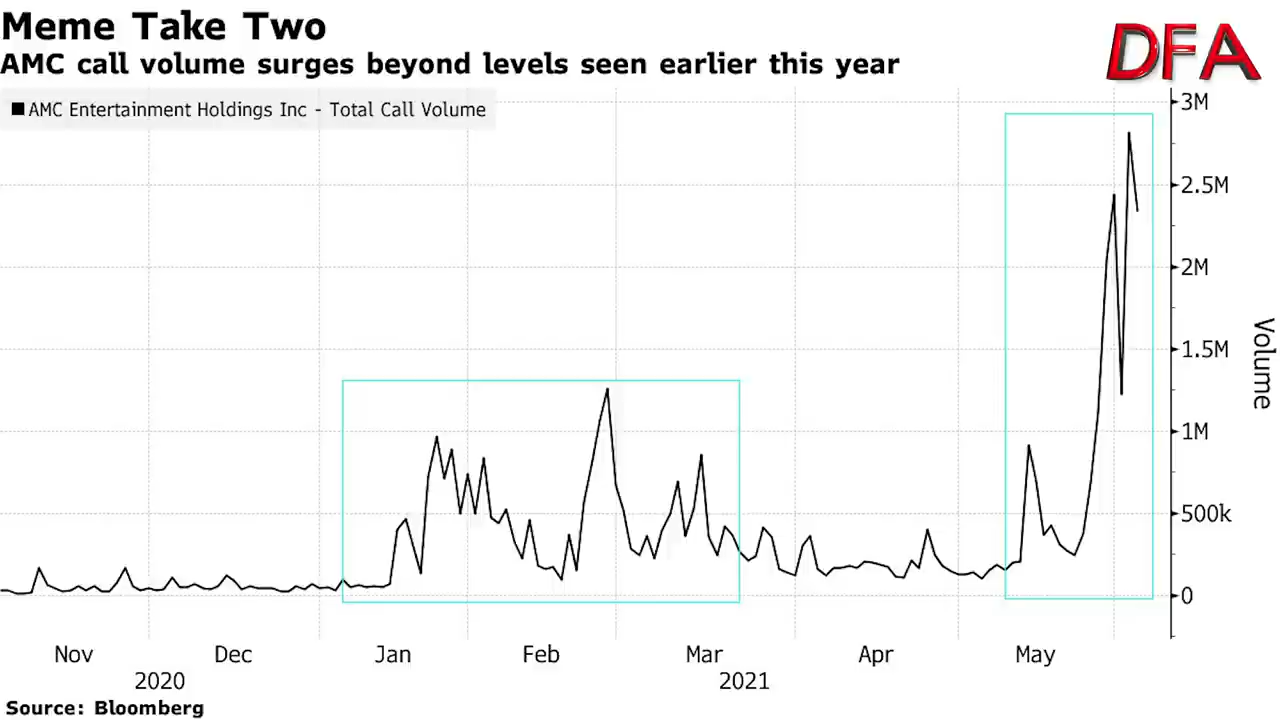 Meme Take Two
AMC call volume surges beyond levels seen earlier this year
DFA
AMC Entertainment Holdings Inc - Total Call Volume
3M
2.5M
2M
1.5M
1M
500k
0
Volume
Nov Dec Jan Feb Mar Apr May
2020 2021
Source: Bloomberg